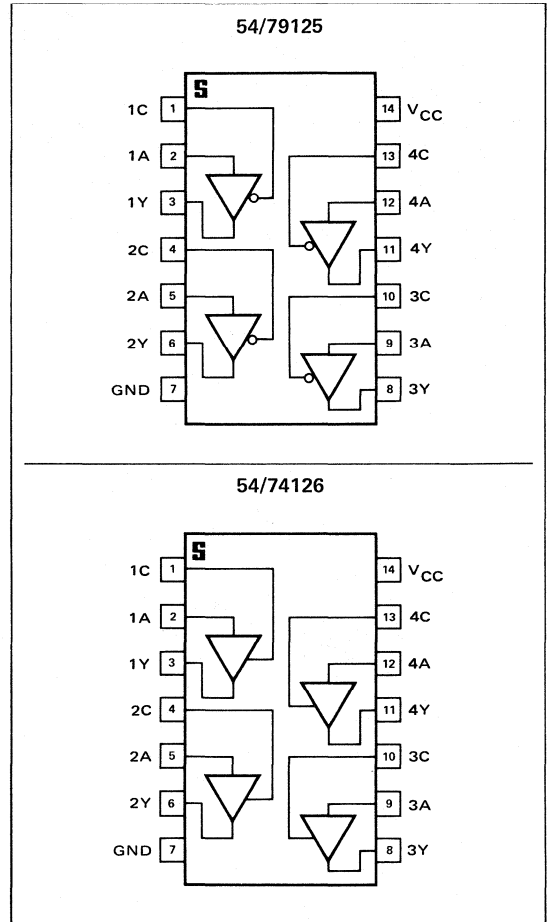 54/79125
S
1C 1 14 VCC
1A 2 13 4C
1Y 3 12 4A
2C 4 11 4Y
2A 5 10 3C
2Y 6 9 3A
GND 7 8 3Y
54/74126
S
1C 1 14 VCC
1A 2 13 4C
1Y 3 12 4A
2C 4 11 4Y
2A 5 10 3C
2Y 6 9 3A
GND 7 8 3Y